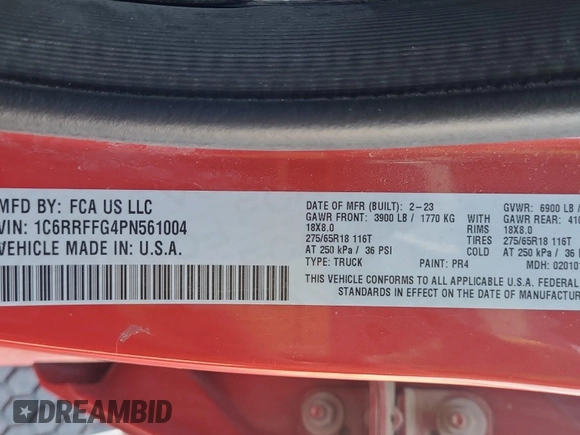 MFD BY: FCA US LLC
VIN: 1C6RRFFG4PN561004
VEHICLE MADE IN U.S.A.
DATE OF MFR (BUILT): 2-23
GVWR: 6900 LB /
GAWR FRONT: 3900 LB / 1770 KG
GAWR REAR: 410
18X8.0
RIMS
18X8.0
275/65R18 116T
TIRES
275/65R18 116T
AT 250 kPa / 36 PSI
COLD
AT 250 kPa / 36
TYPE: TRUCK
PAINT: PR4
MDH: 02010
THIS VEHICLE CONFORMS TO ALL APPLICABLE U.S.A. FEDERAL
STANDARDS IN EFFECT ON THE DATE OF MANUFACTUR
DREAMBID